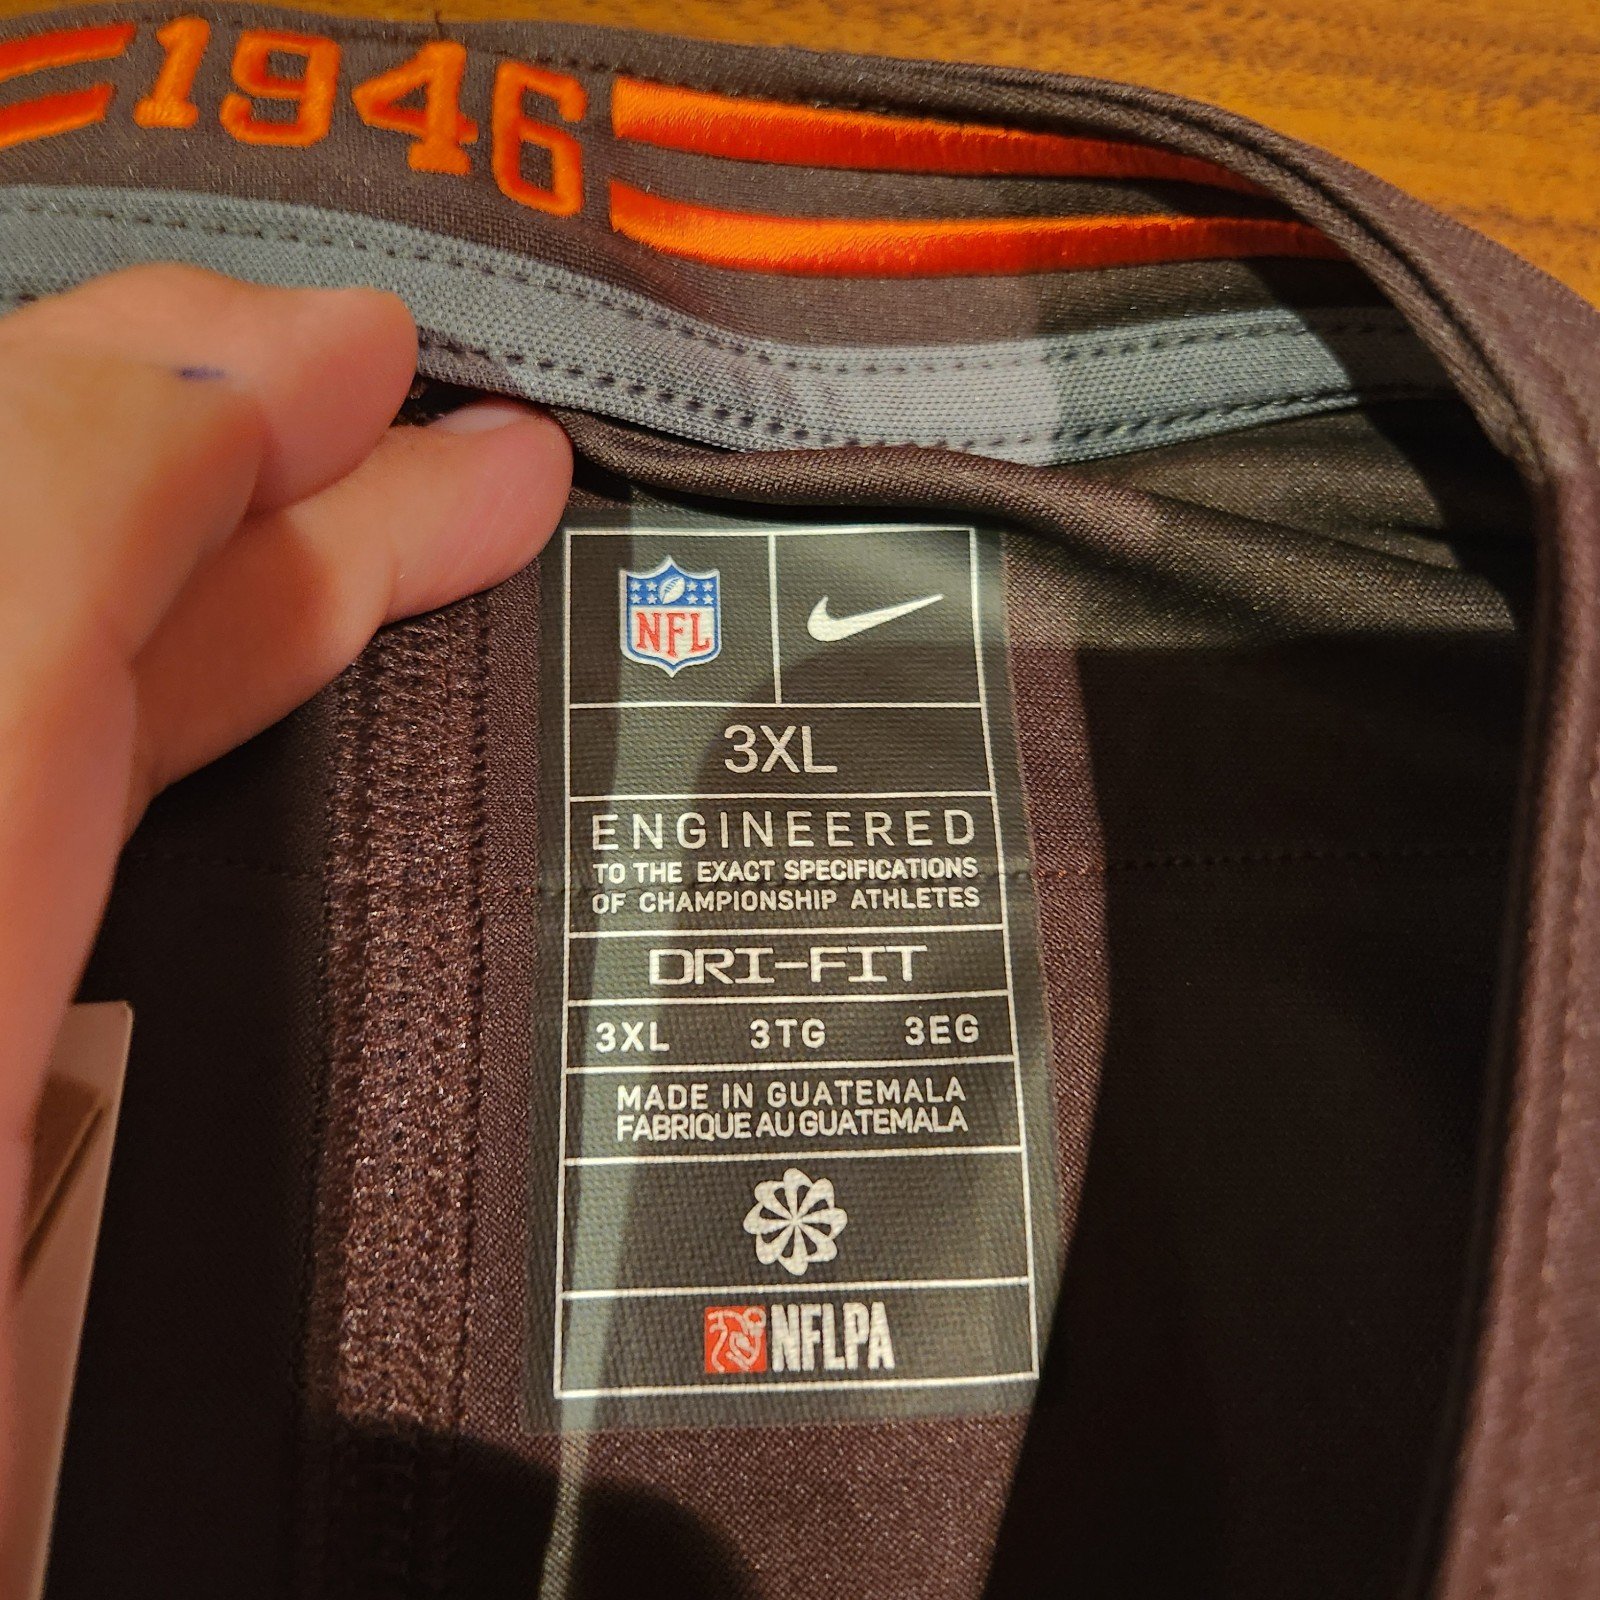 1946
NFL
3XL
ENGINEERED
TO THE EXACT SPECIFICATIONS
OF CHAMPIONSHIP ATHLETES
DRI-FIT
3XL 3TG 3EG
MADE IN GUATEMALA
FABRIQUE AU GUATEMALA
NFLPA